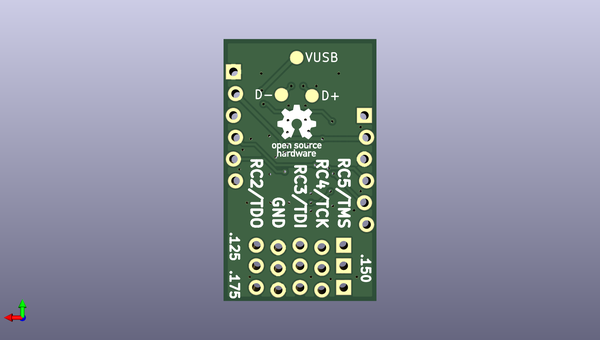 VUSB
D-
D+
open source
hardware
RC2/TDO
GND
RC3/TDI
RC4/TCK
RC5/TMS
.125
.175
.150